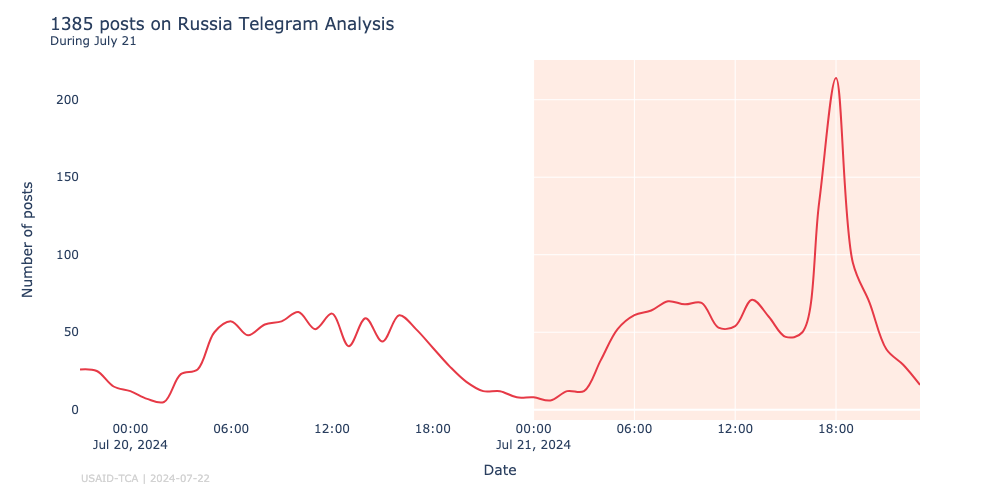 1385 posts on Russia Telegram Analysis
During July 21
Number of posts
200
150
100
50
0
00:00 06:00 12:00 18:00 00:00 06:00 12:00 18:00
Jul 20, 2024 Jul 21, 2024
Date
USAID-TCA | 2024-07-22